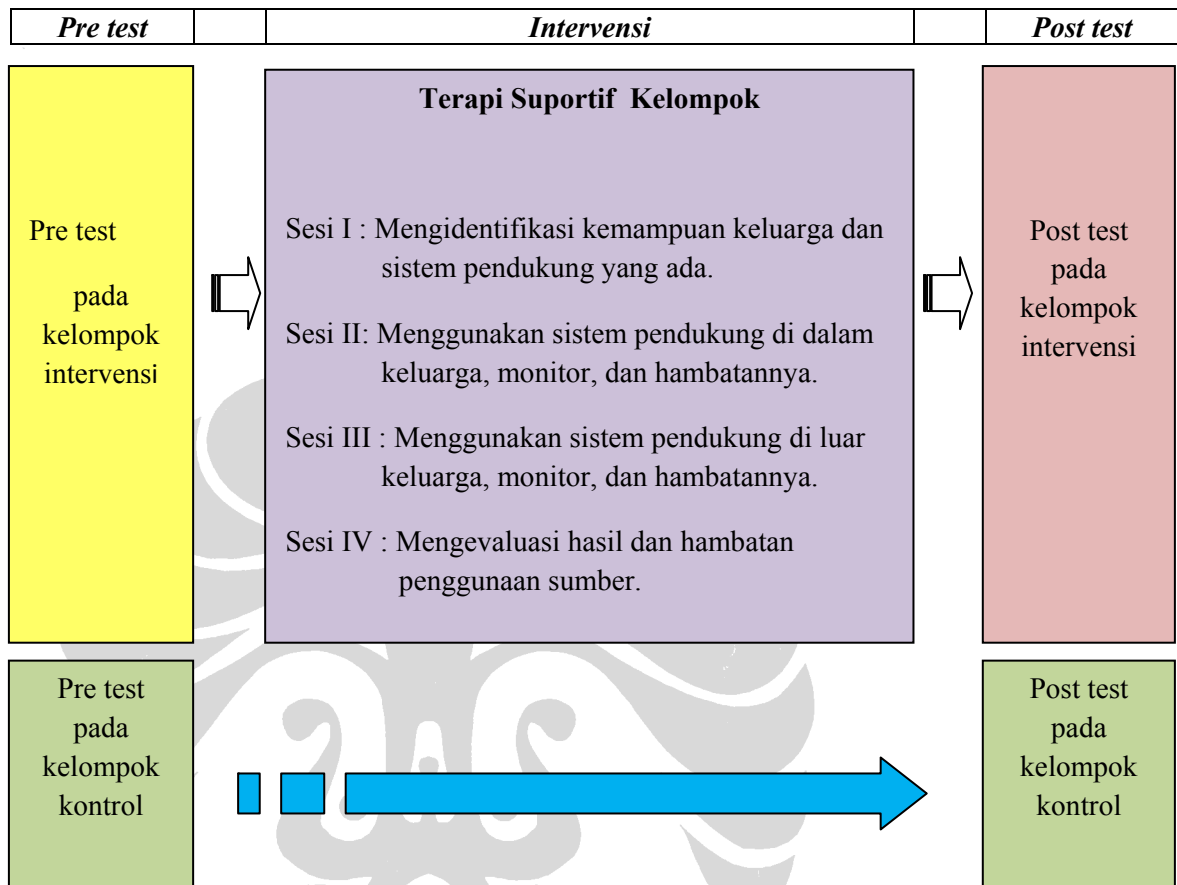 Pre test Intervensi Post test
Pre test
pada
kelompok
intervensi
Terapi Suportif Kelompok
Sesi I : Mengidentifikasi kemampuan keluarga dan
sistem pendukung yang ada.
Sesi II: Menggunakan sistem pendukung di dalam
keluarga, monitor, dan hambatannya.
Sesi III : Menggunakan sistem pendukung di luar
keluarga, monitor, dan hambatannya.
Sesi IV : Mengevaluasi hasil dan hambatan
penggunaan sumber.
Post test
pada
kelompok
intervensi
Pre test
pada
kelompok
kontrol
Post test
pada
kelompok
kontrol